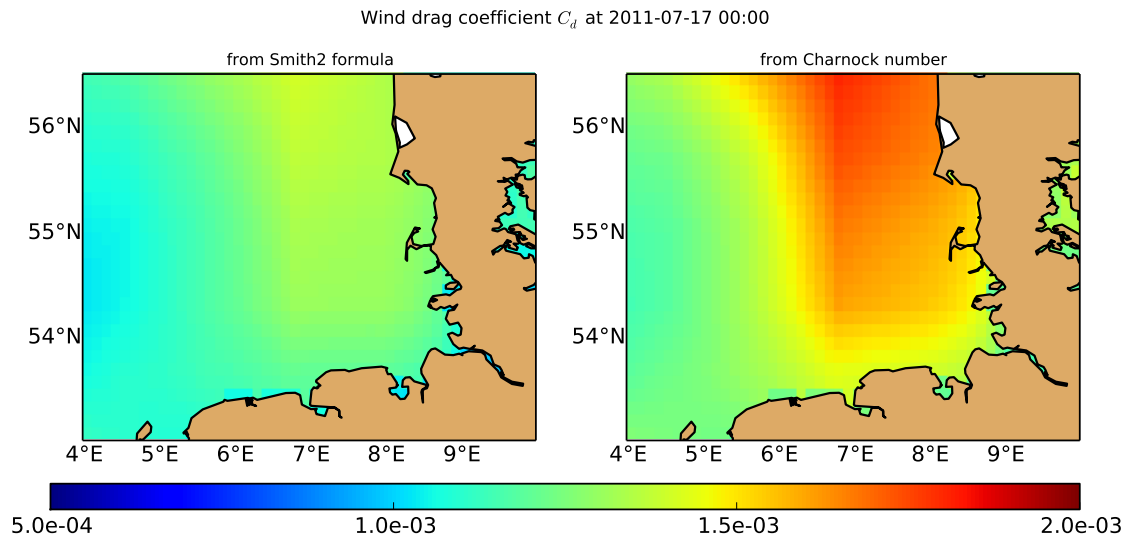 Wind drag coefficient C_d at 2011-07-17 00:00
from Smith2 formula
from Charnock number
56°N
55°N
54°N
4°E 5°E 6°E 7°E 8°E 9°E
56°N
55°N
54°N
4°E 5°E 6°E 7°E 8°E 9°E
5.0e-04 1.0e-03 1.5e-03 2.0e-03